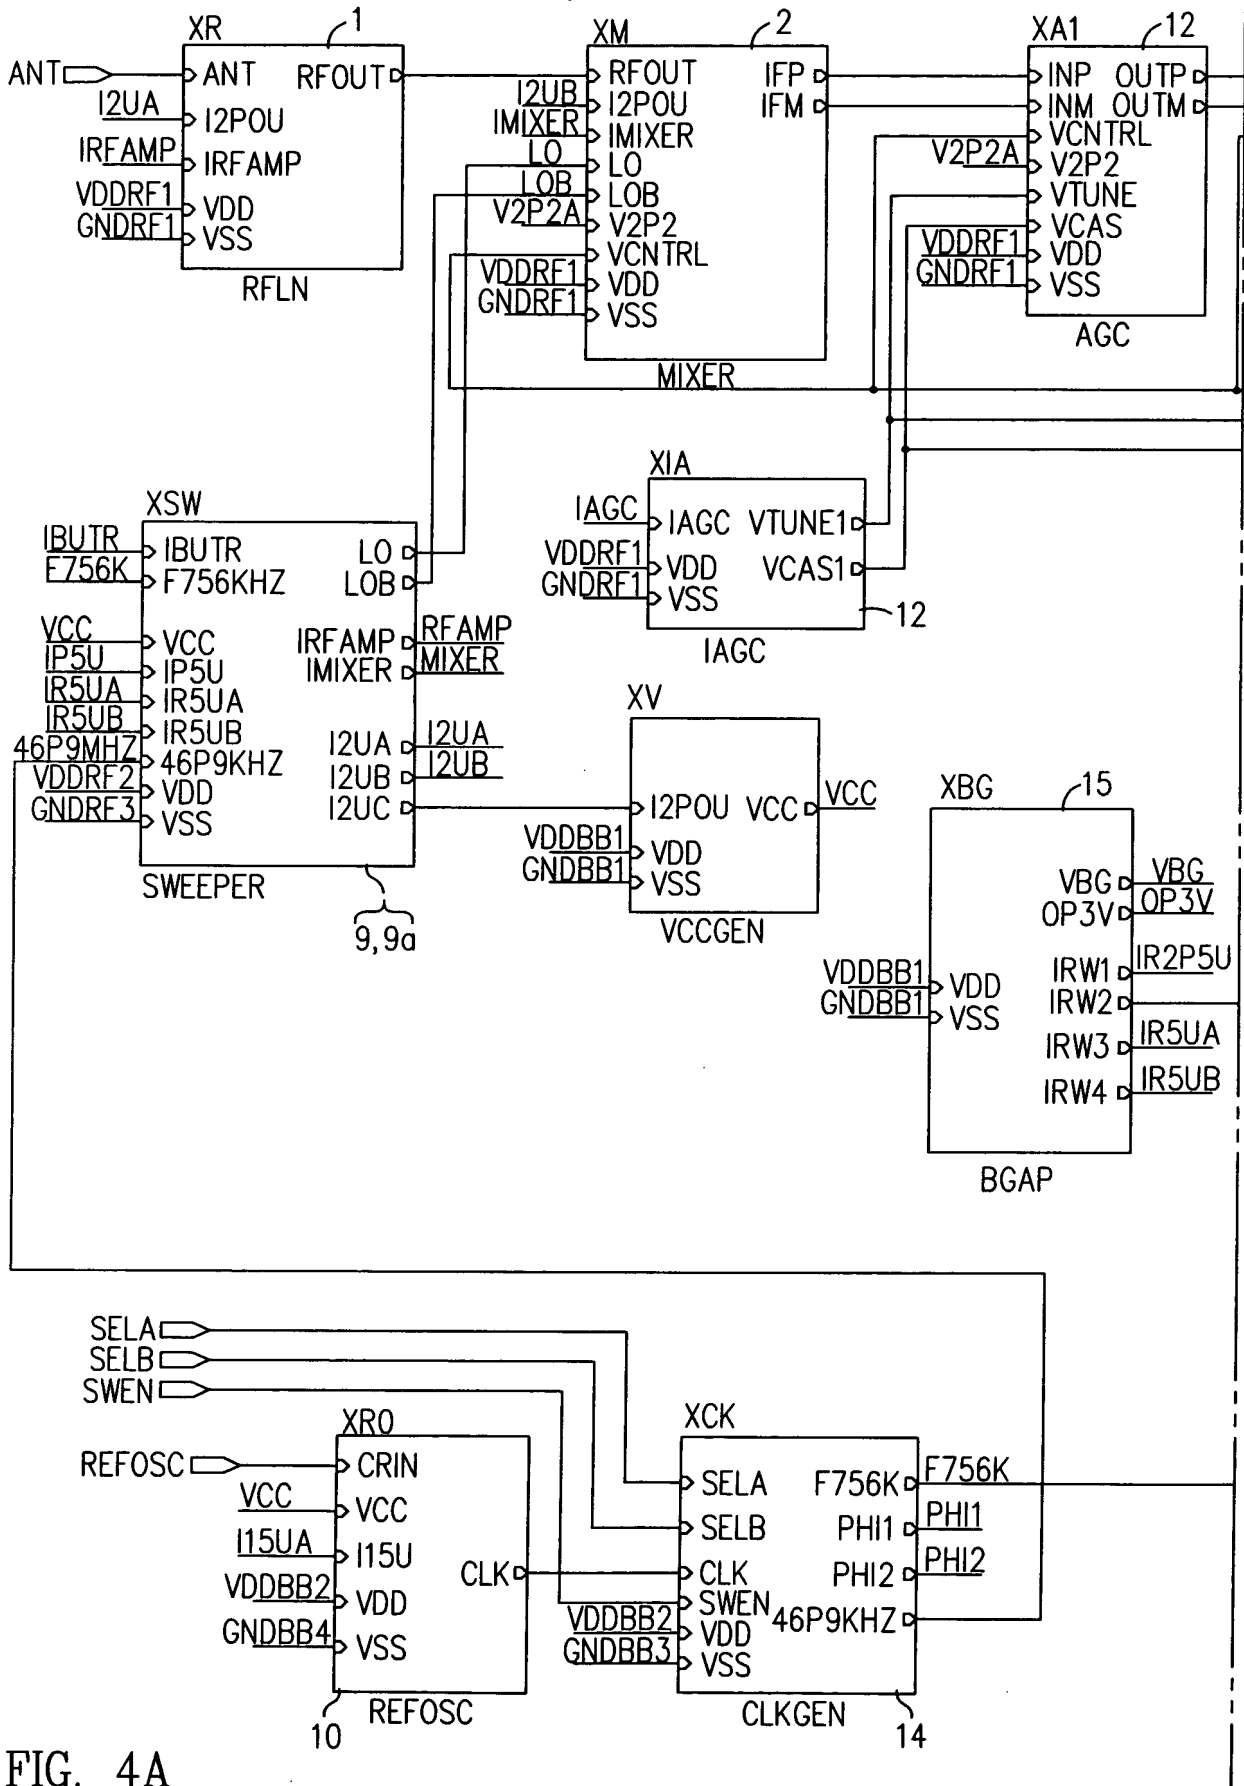 XR
1
ANT
ANT
RFOUT
I2UA
I2POU
IRFAMP
IRFAMP
VDDRF1
VDD
GNDRF1
VSS
RFLN
XM
2
RFOUT
IFP
I2UB
I2POU
IFM
IMIXER
IMIXER
LO
LO
LOB
LOB
V2P2A
V2P2
VCNTRL
VDDRF1
VDD
GNDRF1
VSS
MIXER
XA1
12
INP
OUTP
INM
OUTM
VCNTRL
V2P2A
V2P2
VTUNE
VCAS
VDDRF1
VDD
GNDRF1
VSS
AGC
XIA
IAGC
IAGC
VTUNE1
VDDRF1
VDD
VCAS1
GNDRF1
VSS
12
IAGC
XSW
IBUTR
IBUTR
LO
F756K
F756KHZ
LOB
VCC
VCC
IRFAMP
RFAMP
IP5U
IP5U
IMIXER
MIXER
IR5UA
IR5UA
IR5UB
IR5UB
I2UA
I2UA
46P9MHZ
46P9KHZ
I2UB
I2UB
VDDRF2
VDD
I2UC
GNDRF3
VSS
SWEEPER
9,9a
XV
I2POU
VCC
VCC
VDDBB1
VDD
GNDBB1
VSS
VCCGEN
XBG
15
VBG
VBG
OP3V
OP3V
IRW1
IR2P5U
VDDBB1
VDD
IRW2
GNDBB1
VSS
IRW3
IR5UA
IRW4
IR5UB
BGAP
SELA
SELB
SWEN
XRO
REFOSC
CRIN
VCC
VCC
I15UA
I15U
CLK
VDDBB2
VDD
GNDBB4
VSS
10
REFOSC
XCK
SELA
F756K
F756K
SELB
PHI1
PHI1
CLK
PHI2
PHI2
SWEN
46P9KHZ
VDDBB2
VDD
GNDBB3
VSS
CLKGEN
14
FIG. 4A